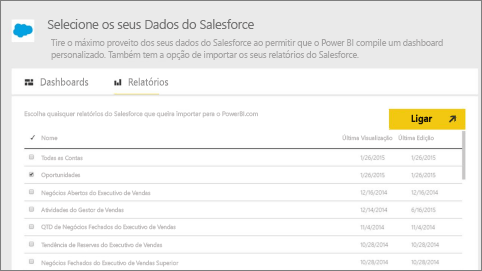 Selecione os seus Dados do Salesforce
Tire o máximo proveito dos seus dados do Salesforce ao permitir que o Power BI compile um dashboard
personalizado. Também tem a opção de importar os seus relatórios do Salesforce.
Dashboards Relatórios
Escolhe quaisquer relatórios do Salesforce que queira importar para o PowerBI.com
Ligar
Nome Última Visualização Última Edição
Todas as Contas 1/26/2015 1/26/2015
Oportunidades 1/26/2015 1/26/2015
Negócios Abertos do Executivo de Vendas 12/16/2014 12/16/2014
Atividades do Gestor de Vendas 12/14/2014 6/16/2015
QTD de Negócios Fechados do Executivo de Vendas 11/4/2014 11/4/2014
Tendência de Reservas do Executivo de Vendas 10/28/2014 10/28/2014
Negócios Fechados do Executivo de Vendas Superior 10/28/2014 10/28/2014